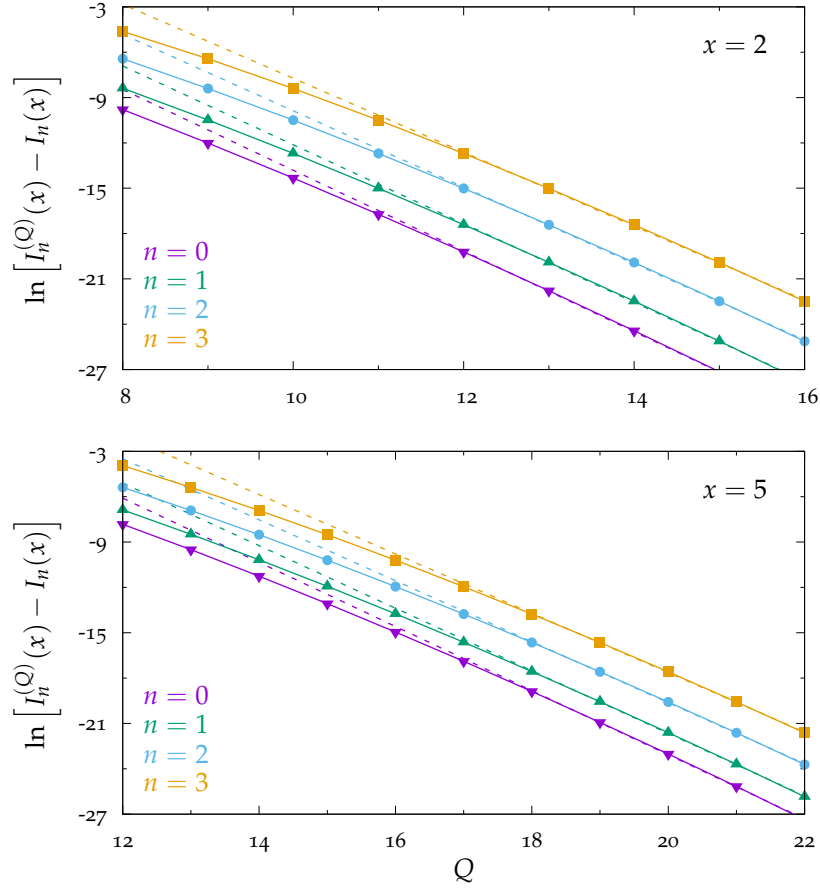 -3
-9
-15
-21
-27
ln [I_n^{(Q)}(x) − I_n(x)]
x = 2
n = 0
n = 1
n = 2
n = 3
8 10 12 14 16
-3
-9
-15
-21
-27
ln [I_n^{(Q)}(x) − I_n(x)]
x = 5
n = 0
n = 1
n = 2
n = 3
12 14 16 18 20 22
Q